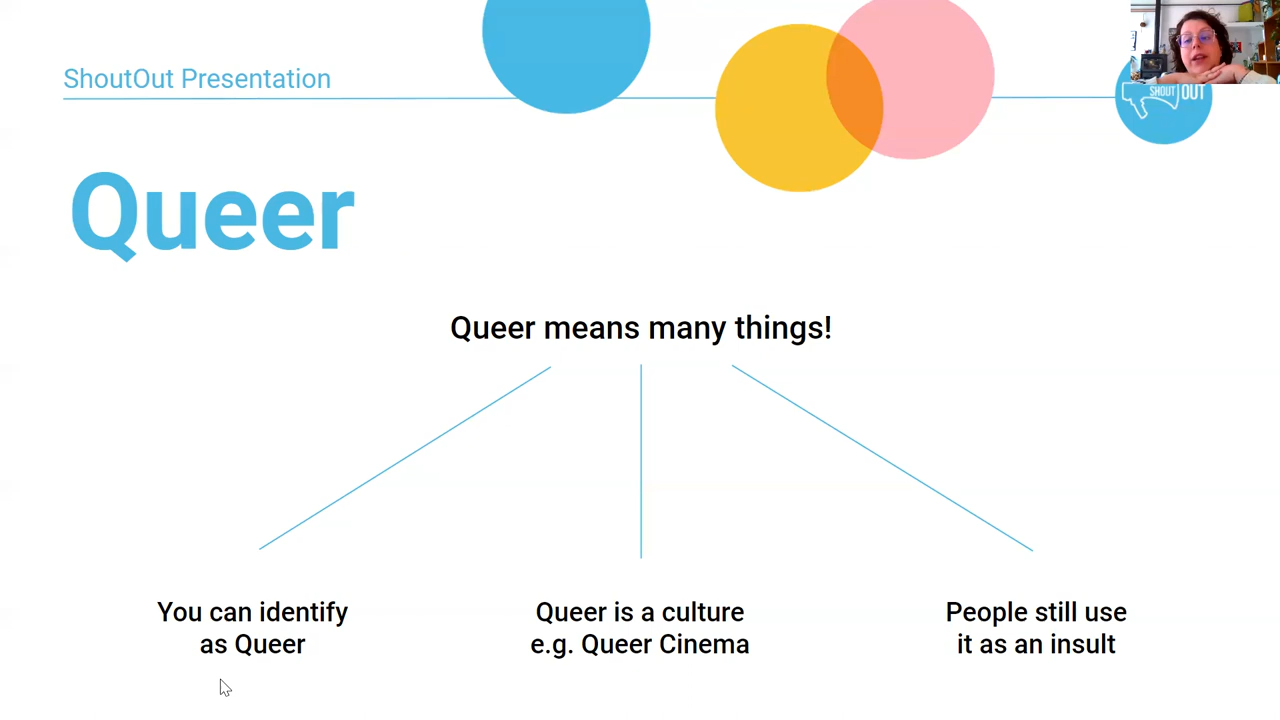 ShoutOut Presentation
SHOUT OUT
Queer
Queer means many things!
You can identify
as Queer
Queer is a culture
e.g. Queer Cinema
People still use
it as an insult